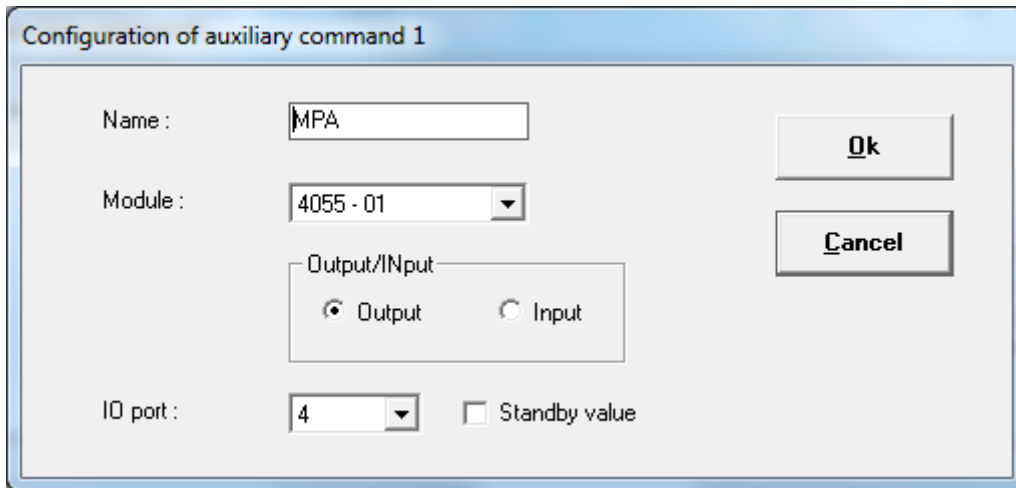 Configuration of auxiliary command 1
Name :
MPA
Ok
Module :
4055 - 01
Cancel
Output/INput
Output
Input
IO port :
4
Standby value